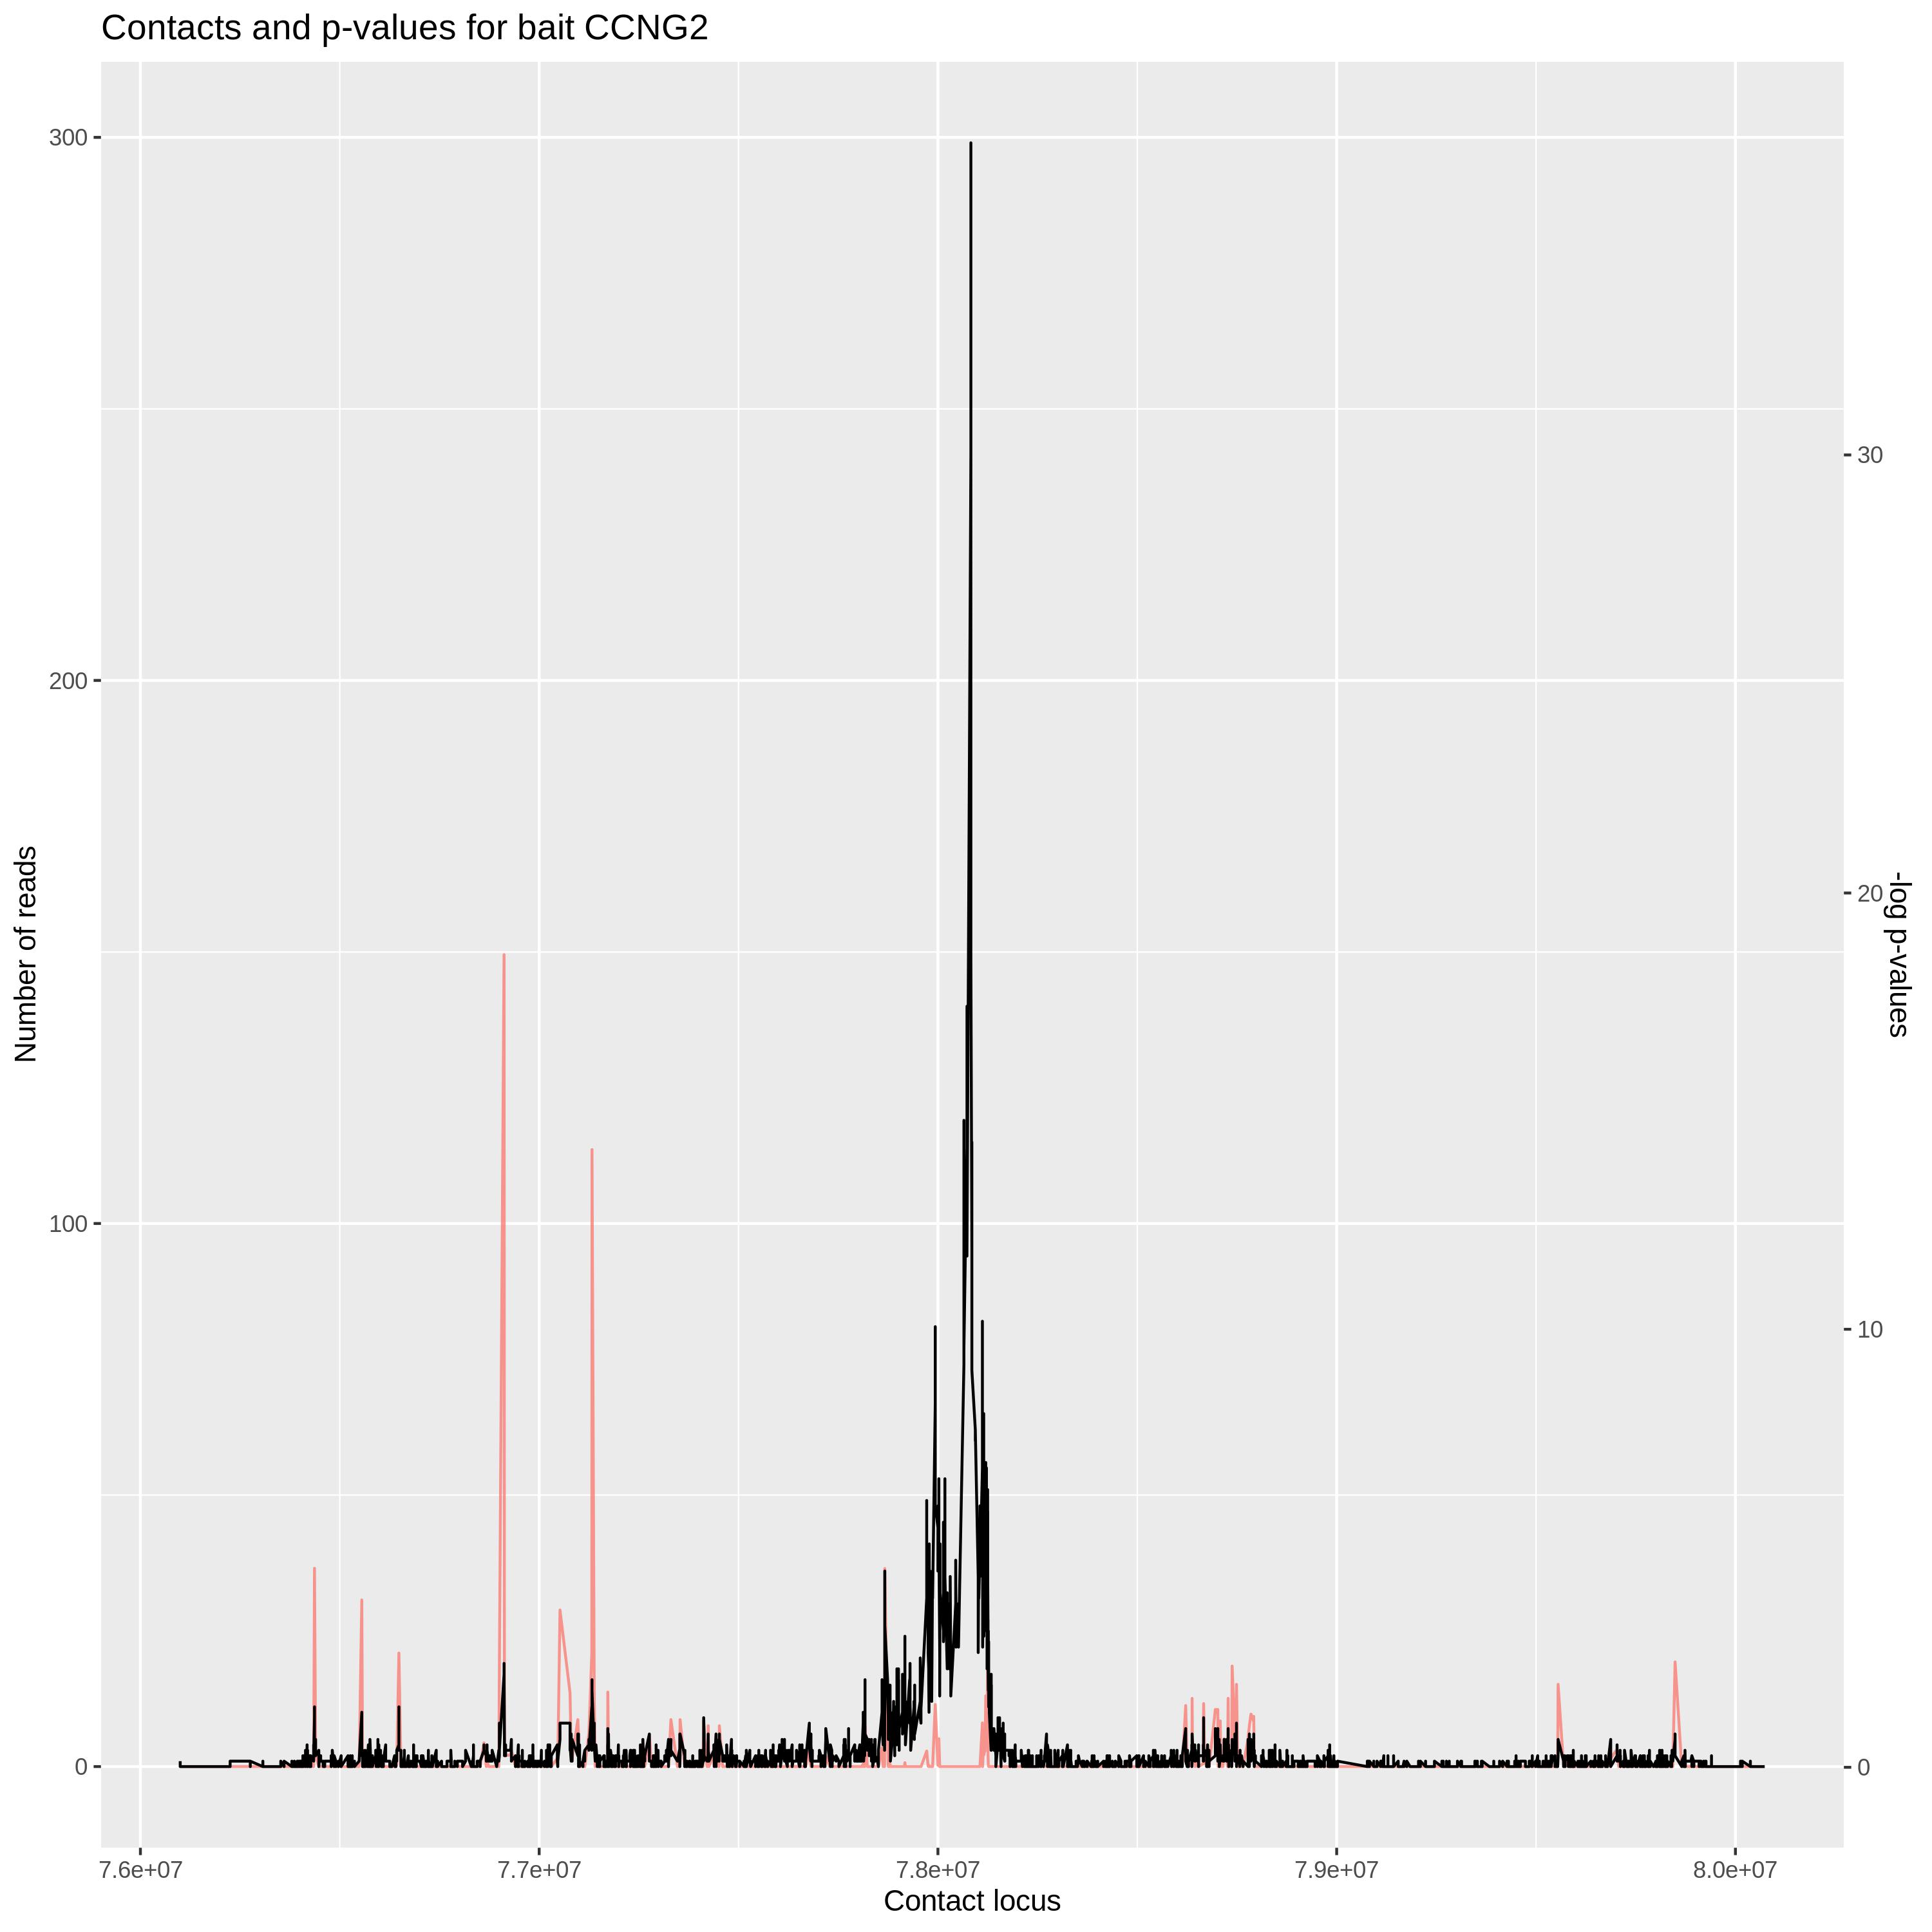 Contacts and p-values for bait CCNG2
300
200
100
0
Number of reads
30
20
10
0
-log p-values
7.6e+07
7.7e+07
7.8e+07
7.9e+07
8.0e+07
Contact locus